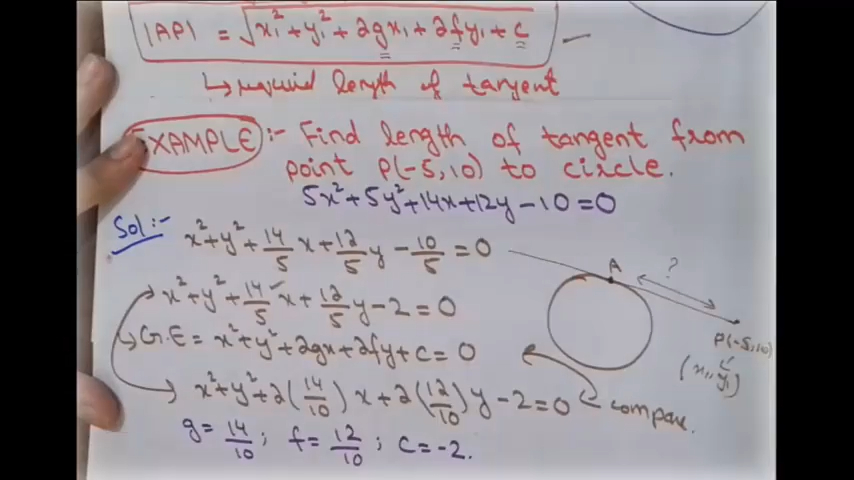 |AP| = √x₁² + y₁² + 2gx₁ + 2fy₁ + c
↳ required length of tangent
EXAMPLE :- Find length of tangent from
point P(-5,10) to circle.
5x² + 5y² + 14x + 12y - 10 = 0
Sol:-
x² + y² + 14/5 x + 12/5 y - 10/5 = 0
x² + y² + 14/5 x + 12/5 y - 2 = 0
G.E = x² + y² + 2gx + 2fy + c = 0
x² + y² + 2(14/10)x + 2(12/10)y - 2 = 0
compare.
g = 14/10 ; f = 12/10 ; c = -2.
A
?
P(-5,10)
(x₁, y₁)